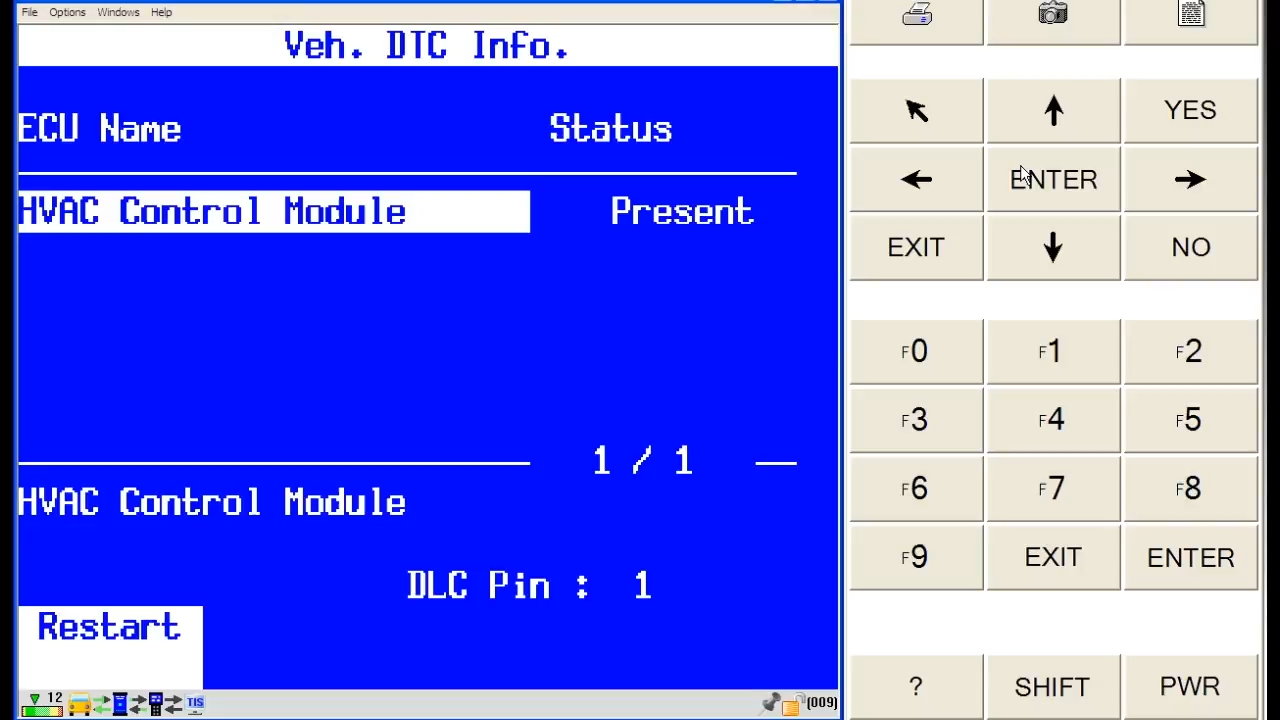 File Options Windows Help
Veh. DTC Info.
ECU Name Status
HVAC Control Module Present
1 / 1
HVAC Control Module
DLC Pin : 1
Restart
12 TIS (009)
YES
ENTER
EXIT NO
F0 F1 F2
F3 F4 F5
F6 F7 F8
F9 EXIT ENTER
? SHIFT PWR